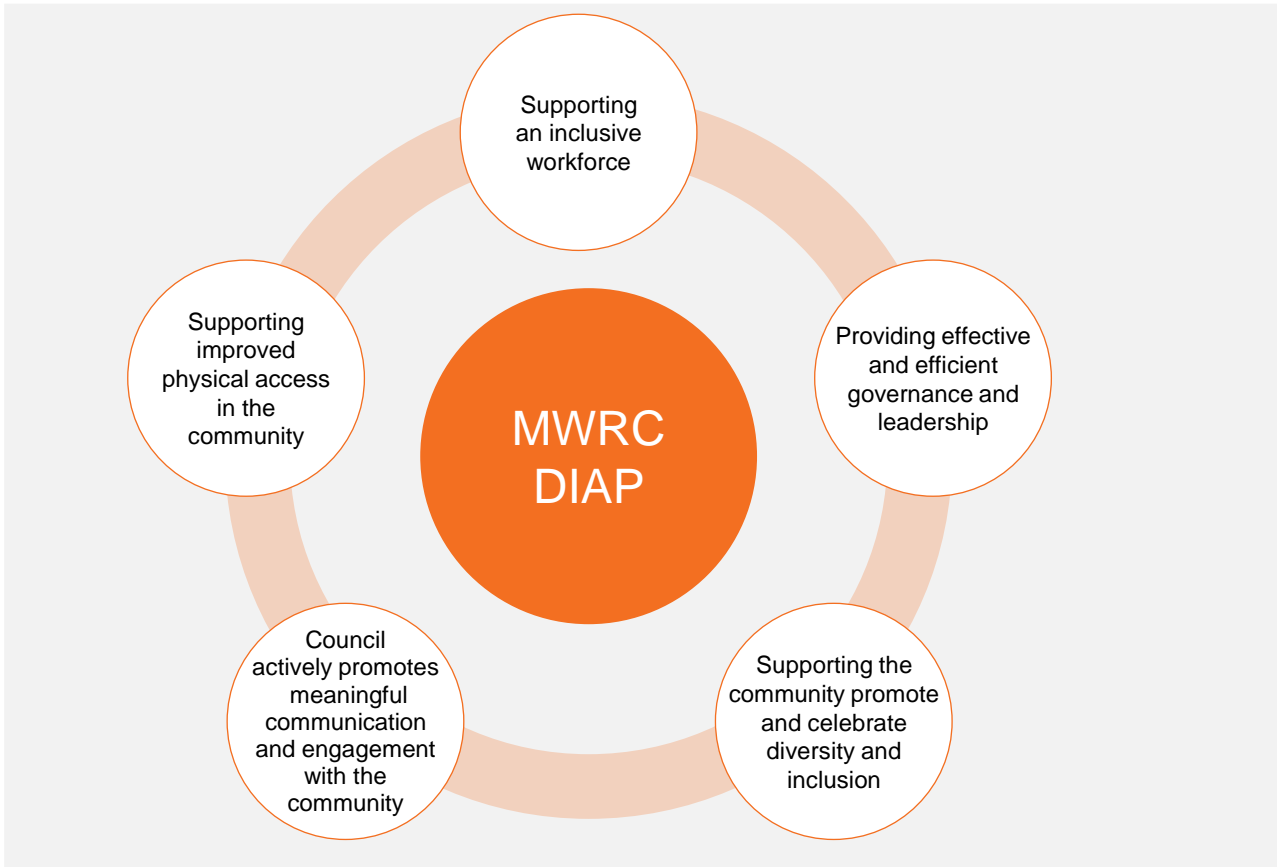 Supporting
an inclusive
workforce
Providing effective
and efficient
governance and
leadership
Supporting the
community promote
and celebrate
diversity and
inclusion
Council
actively promotes
meaningful
communication
and engagement
with the
community
Supporting
improved
physical access
in the
community
MWRC
DIAP